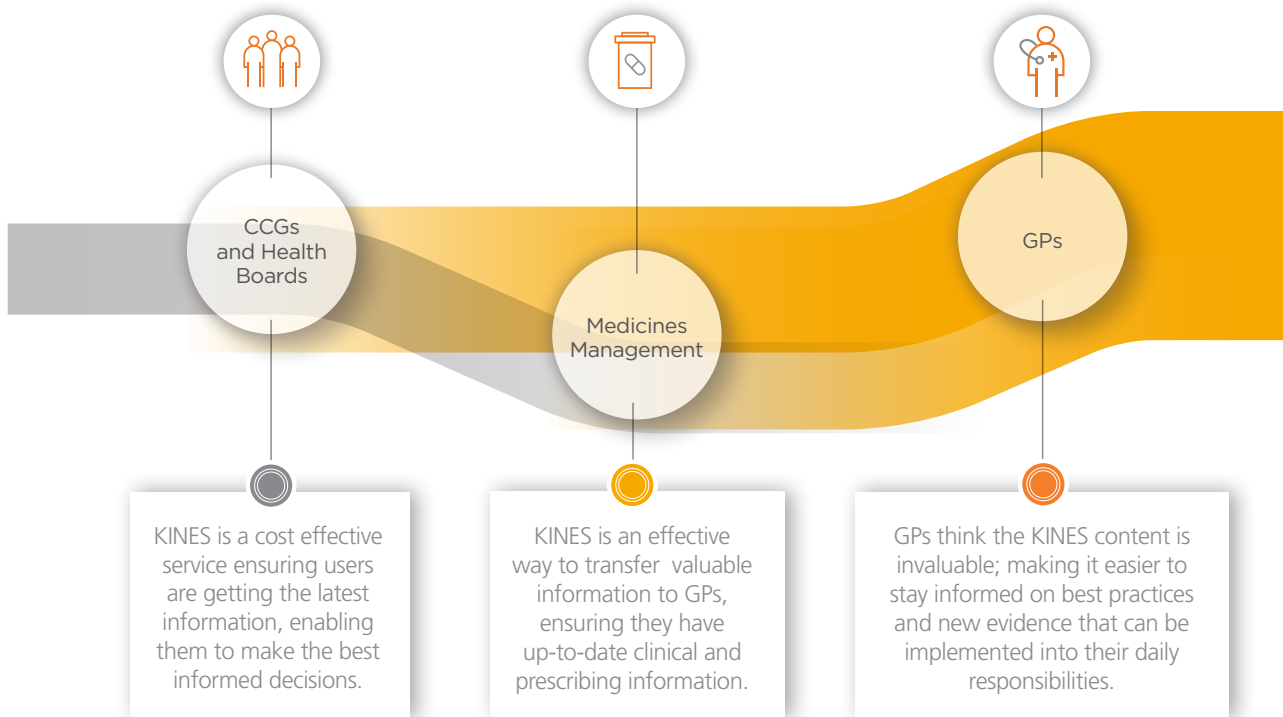 CCGs
and Health
Boards
Medicines
Management
GPs
KINES is a cost effective
service ensuring users
are getting the latest
information, enabling
them to make the best
informed decisions.
KINES is an effective
way to transfer valuable
information to GPs,
ensuring they have
up-to-date clinical and
prescribing information.
GPs think the KINES content is
invaluable; making it easier to
stay informed on best practices
and new evidence that can be
implemented into their daily
responsibilities.